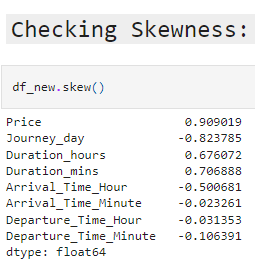 Checking Skewness:
df_new.skew()
Price 0.909019
Journey_day -0.823785
Duration_hours 0.676072
Duration_mins 0.706888
Arrival_Time_Hour -0.500681
Arrival_Time_Minute -0.023261
Departure_Time_Hour -0.031353
Departure_Time_Minute -0.106391
dtype: float64